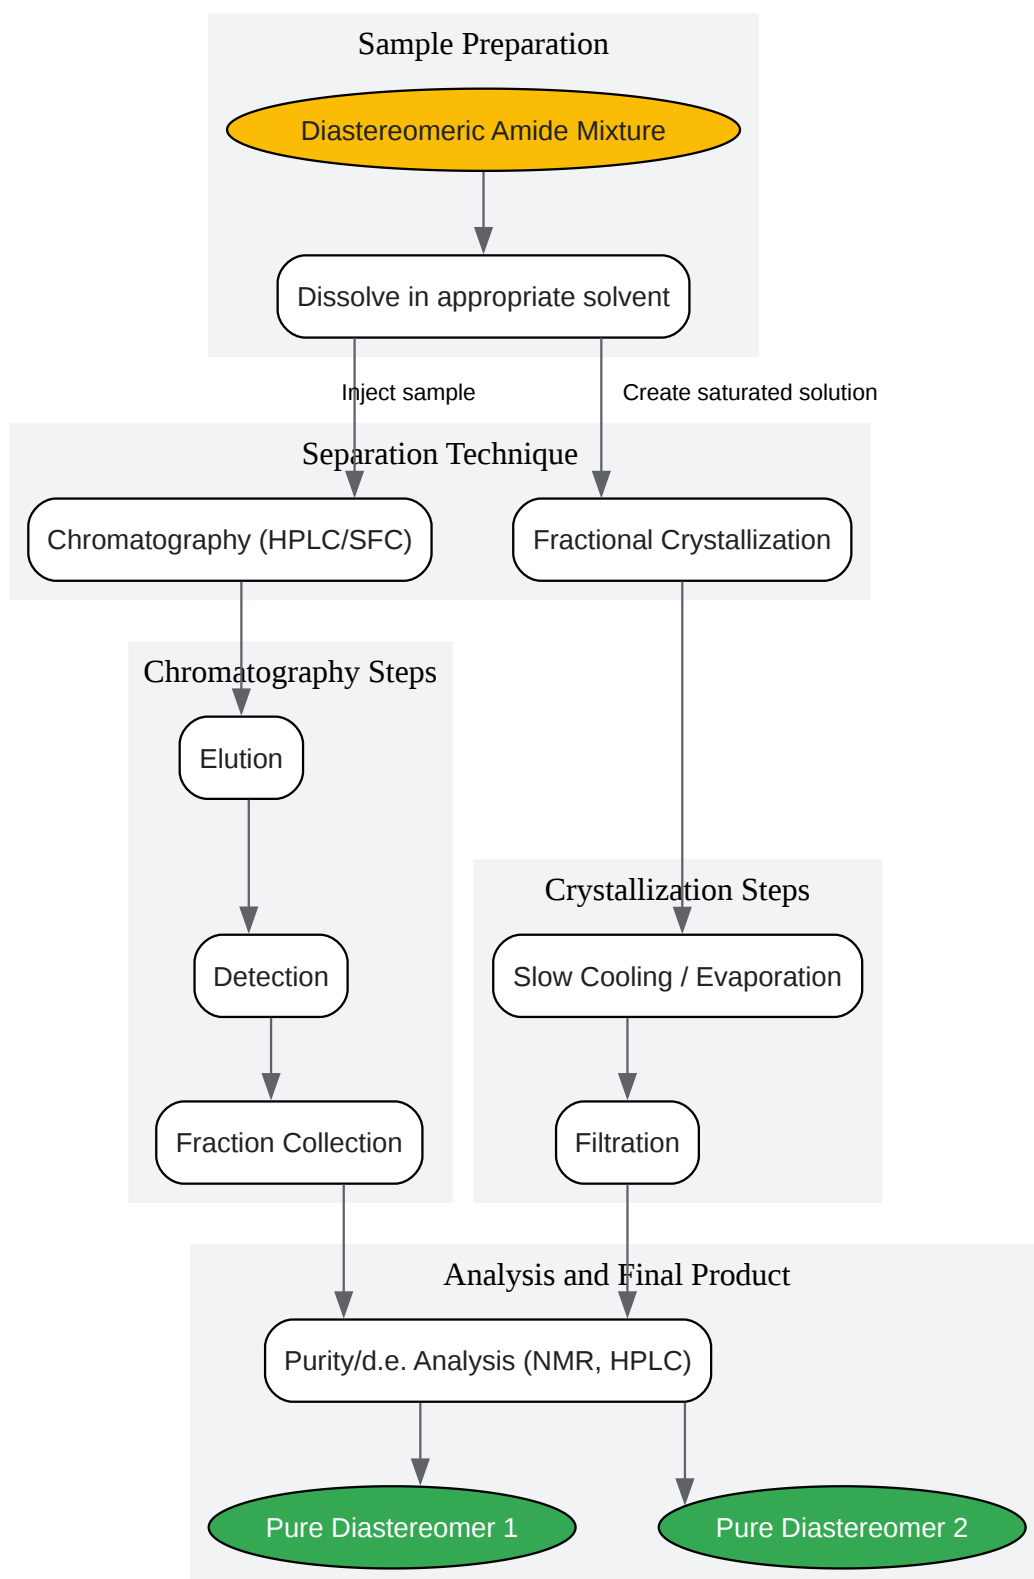 Sample Preparation
Diastereomeric Amide Mixture
Dissolve in appropriate solvent
Inject sample
Create saturated solution
Separation Technique
Chromatography (HPLC/SFC)
Fractional Crystallization
Chromatography Steps
Elution
Crystallization Steps
Detection
Slow Cooling / Evaporation
Fraction Collection
Filtration
Analysis and Final Product
Purity/d.e. Analysis (NMR, HPLC)
Pure Diastereomer 1
Pure Diastereomer 2